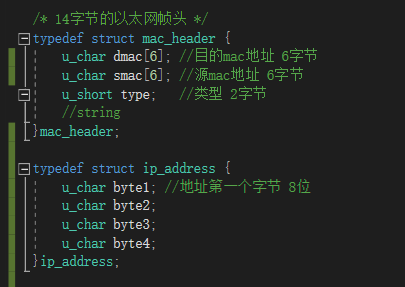 /* 14字节的以太网帧头 */
typedef struct mac_header {
u_char dmac[6]; //目的mac地址 6字节
u_char smac[6]; //源mac地址 6字节
u_short type;   //类型 2字节
//string
}mac_header;
typedef struct ip_address {
u_char byte1; //地址第一个字节 8位
u_char byte2;
u_char byte3;
u_char byte4;
}ip_address;